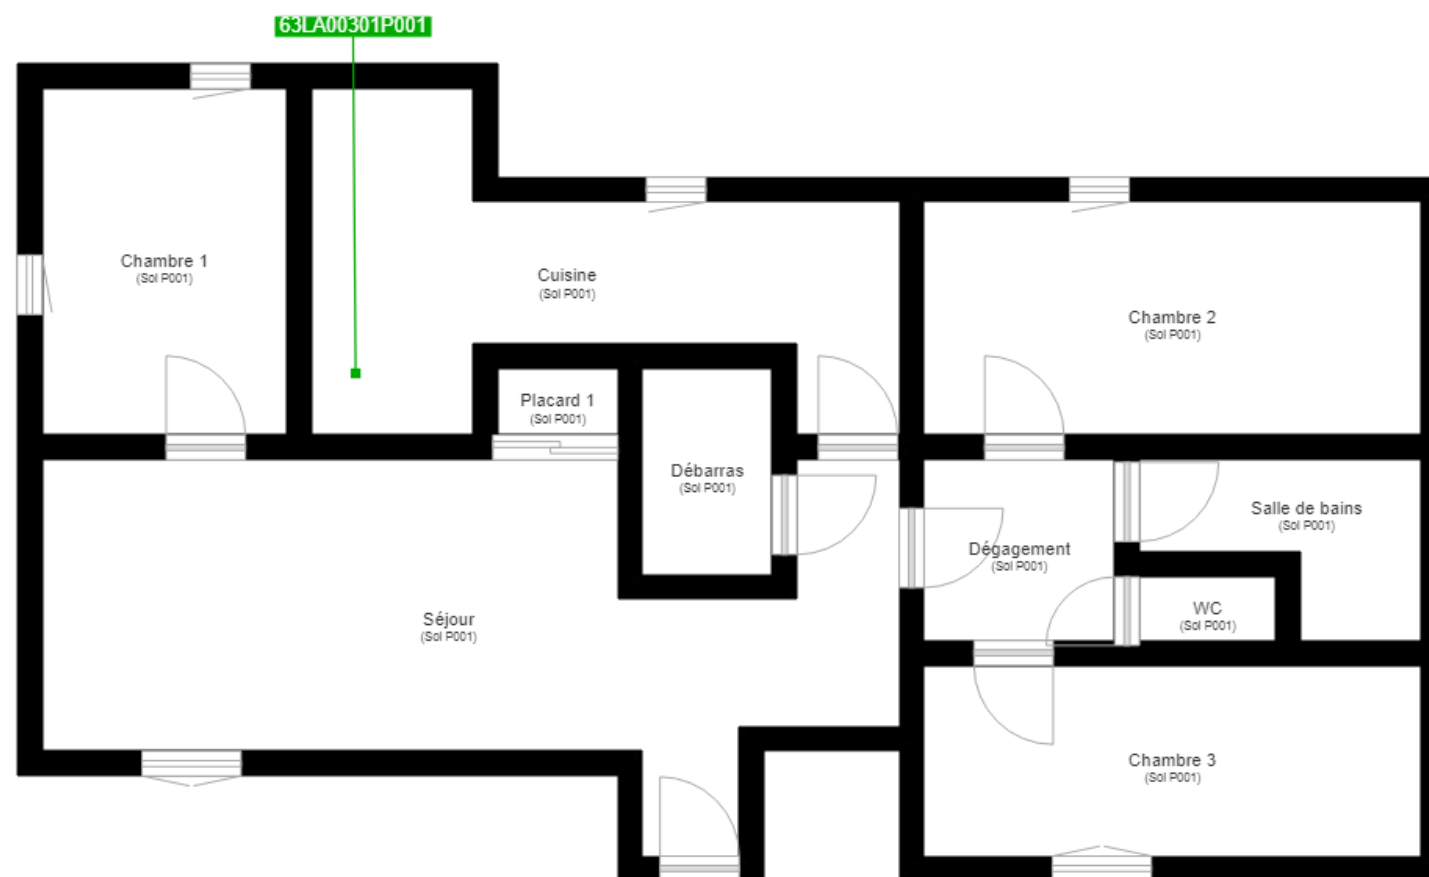 63LA00301P001
Chambre 1
(Sol P001)
Cuisine
(Sol P001)
Chambre 2
(Sol P001)
Placard 1
(Sol P001)
Débarras
(Sol P001)
Salle de bains
(Sol P001)
Dégagement
(Sol P001)
WC
(Sol P001)
Séjour
(Sol P001)
Chambre 3
(Sol P001)